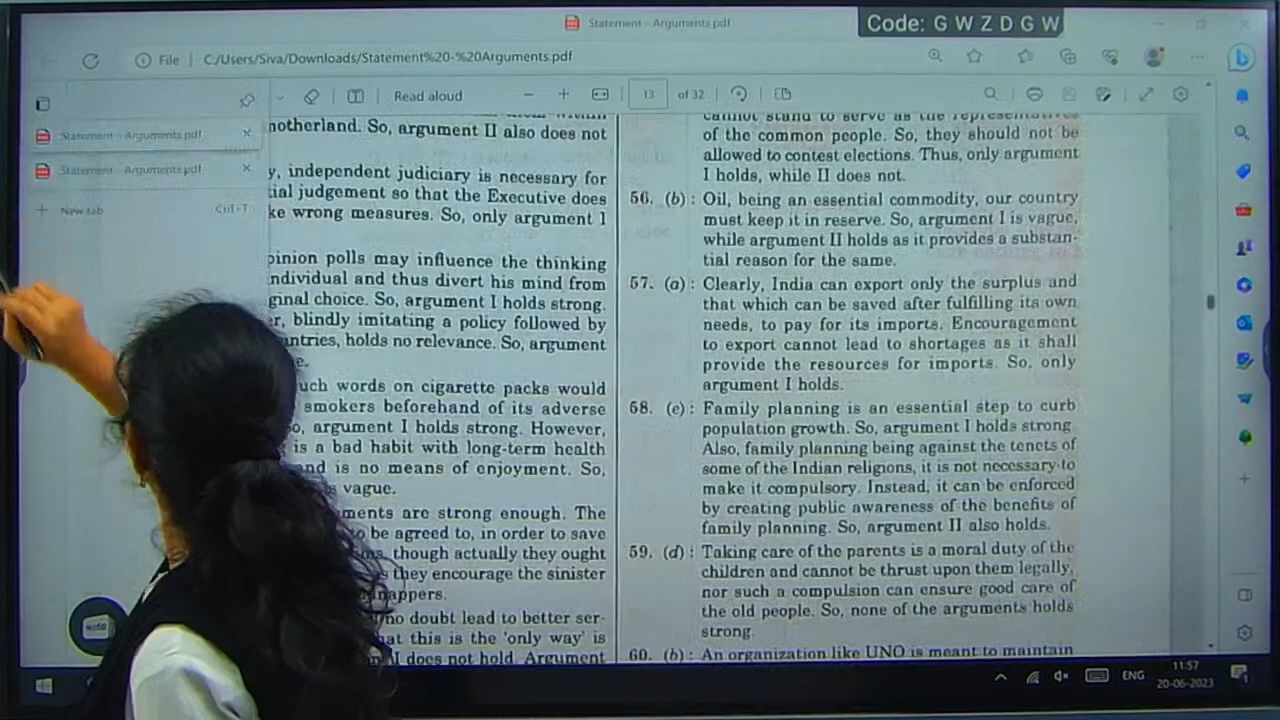 Statement - Arguments.pdf
Code: G W Z D G W
File
C:/Users/Siva/Downloads/Statement%20-%20Arguments.pdf
Read aloud
13
of 32
Statement - Arguments.pdf
Statement - Arguments.pdf
New tab
Ctrl+T
notherland. So, argument II also does not
y, independent judiciary is necessary for
ial judgement so that the Executive does
ke wrong measures. So, only argument I
pinion polls may influence the thinking
ndividual and thus divert his mind from
ginal choice. So, argument I holds strong.
r, blindly imitating a policy followed by
untries, holds no relevance. So, argument
e.
uch words on cigarette packs would
smokers beforehand of its adverse
o, argument I holds strong. However,
is a bad habit with long-term health
and is no means of enjoyment. So,
s vague.
ments are strong enough. The
o be agreed to, in order to save
though actually they ought
s they encourage the sinister
nappers.
no doubt lead to better ser-
at this is the 'only way' is
I does not hold. Argument
cannot stand to serve as the representatives
of the common people. So, they should not be
allowed to contest elections. Thus, only argument
I holds, while II does not.
56. (b) : Oil, being an essential commodity, our country
must keep it in reserve. So, argument I is vague,
while argument II holds as it provides a substan-
tial reason for the same.
57. (a) : Clearly, India can export only the surplus and
that which can be saved after fulfilling its own
needs, to pay for its imports. Encouragement
to export cannot lead to shortages as it shall
provide the resources for imports. So, only
argument I holds.
58. (e) : Family planning is an essential step to curb
population growth. So, argument I holds strong.
Also, family planning being against the tenets of
some of the Indian religions, it is not necessary to
make it compulsory. Instead, it can be enforced
by creating public awareness of the benefits of
family planning. So, argument II also holds.
59. (d) : Taking care of the parents is a moral duty of the
children and cannot be thrust upon them legally,
nor such a compulsion can ensure good care of
the old people. So, none of the arguments holds
strong.
60. (b) : An organization like UNO is meant to maintain
Note
ENG
11:57
20-06-2023